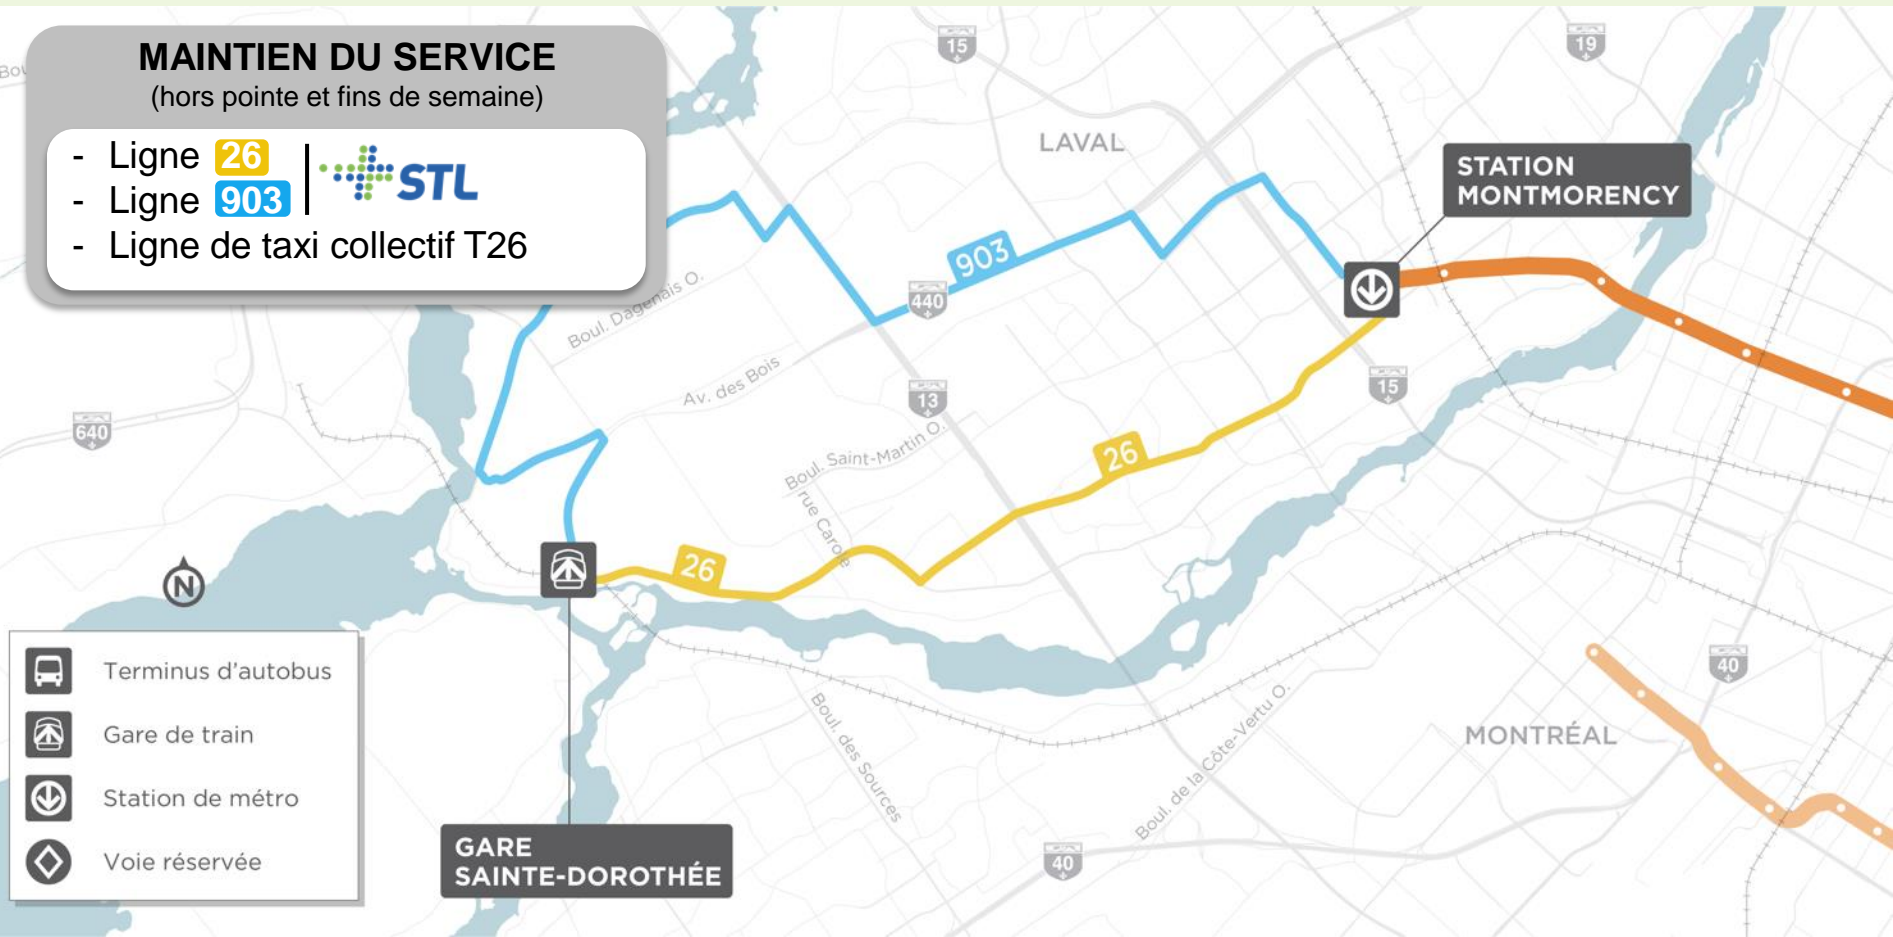 MAINTIEN DU SERVICE
(hors pointe et fins de semaine)
- Ligne 26
- Ligne 903
STL
- Ligne de taxi collectif T26
15
19
LAVAL
STATION
MONTMORENCY
903
440
Boul. Dagenais O.
Av. des Bois
13
15
640
Boul. Saint-Martin O.
rue Carole
26
26
N
Terminus d'autobus
Gare de train
Station de métro
Voie réservée
GARE
SAINTE-DOROTHÉE
Boul. des Sources
Boul. de la Côte-Vertu O.
40
40
MONTRÉAL